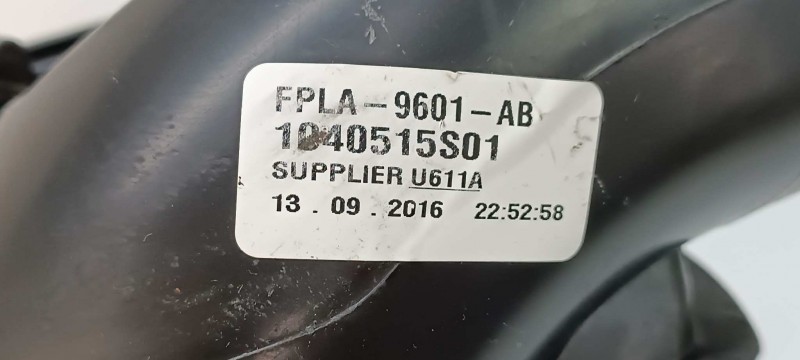 FPLA-9601-AB
1040515S01
SUPPLIER U611A
13.09.2016 22:52:58